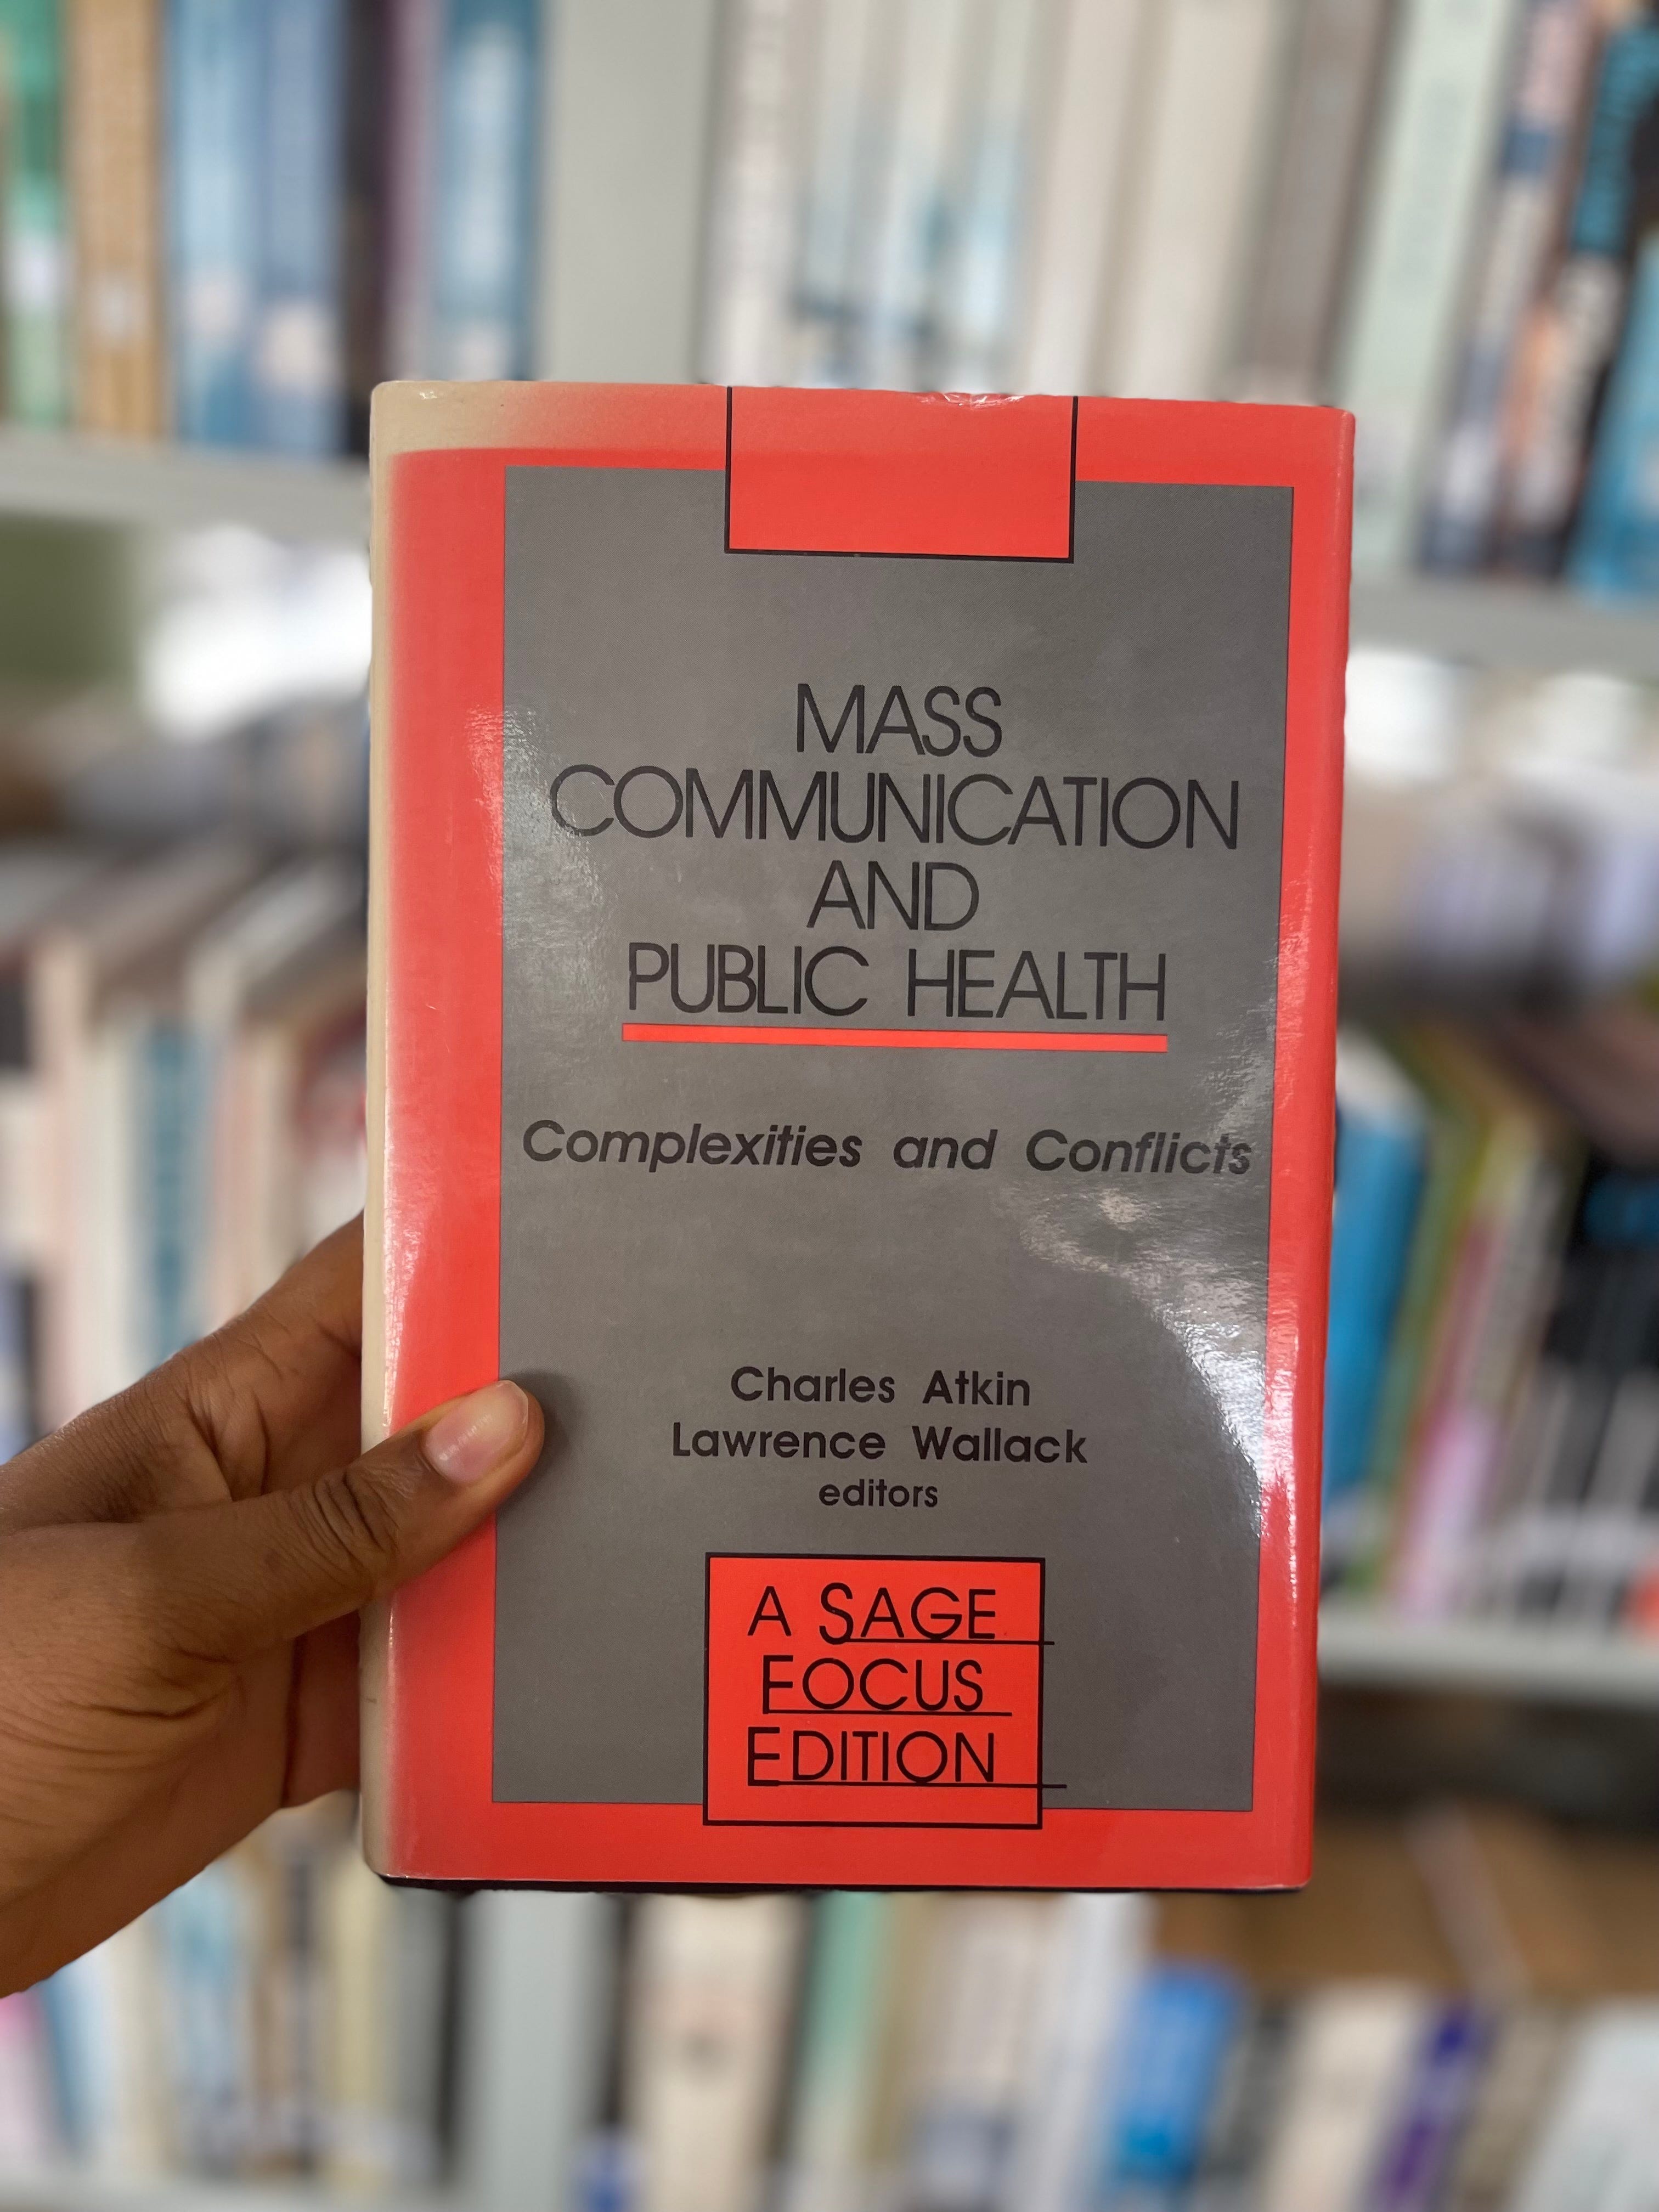 MASS
COMMUNICATION
AND
PUBLIC HEALTH
Complexities and Conflicts
Charles Atkin
Lawrence Wallack
editors
A SAGE
FOCUS
EDITION